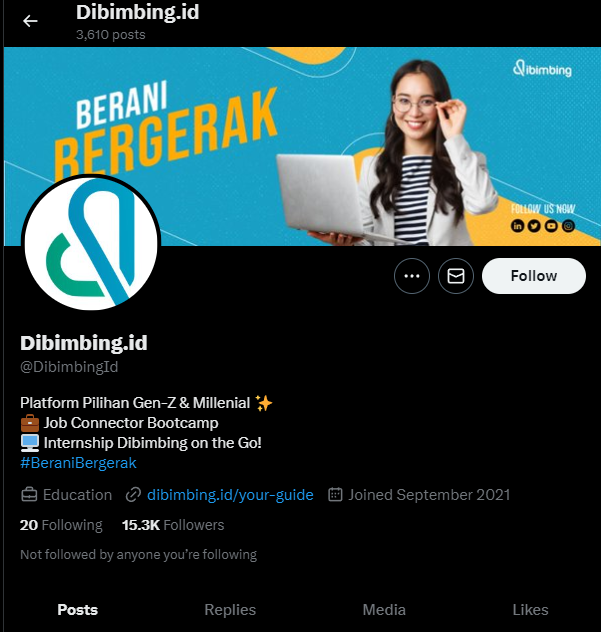 Dibimbing.id
3,610 posts
BERANI
BERGERAK
dibimbing
FOLLOW US NOW
Follow
Dibimbing.id
@DibimbingId
Platform Pilihan Gen-Z & Millenial ✨
💼 Job Connector Bootcamp
🖥️ Internship Dibimbing on the Go!
#BeraniBergerak
Education dibimbing.id/your-guide Joined September 2021
20 Following 15.3K Followers
Not followed by anyone you’re following
Posts Replies Media Likes